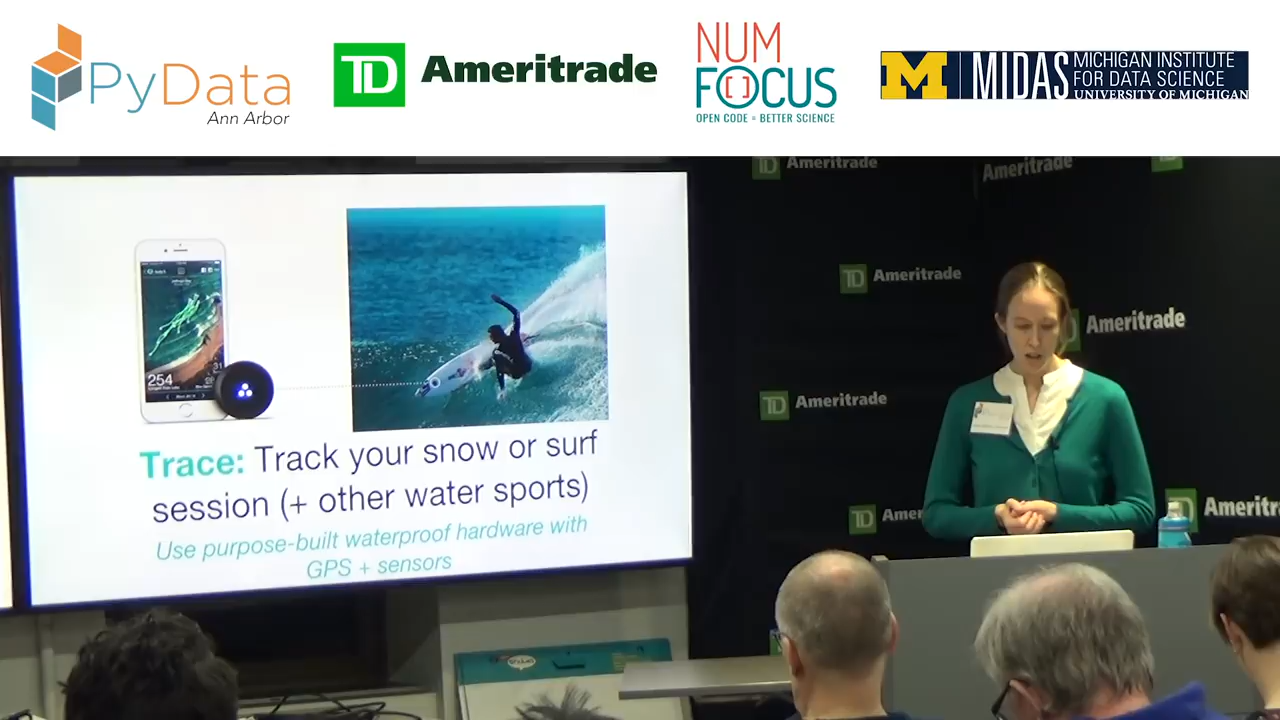 PyData
Ann Arbor
TD Ameritrade
NUM
FOCUS
OPEN CODE = BETTER SCIENCE
M MIDAS
MICHIGAN INSTITUTE
FOR DATA SCIENCE
UNIVERSITY OF MICHIGAN
TD Ameritrade
Ameritrade
TD
TD Ameritrade
Ameritrade
TD Ameritrade
TD Amer
TD Ameritr
254
Trace: Track your snow or surf
session (+ other water sports)
Use purpose-built waterproof hardware with
GPS + sensors